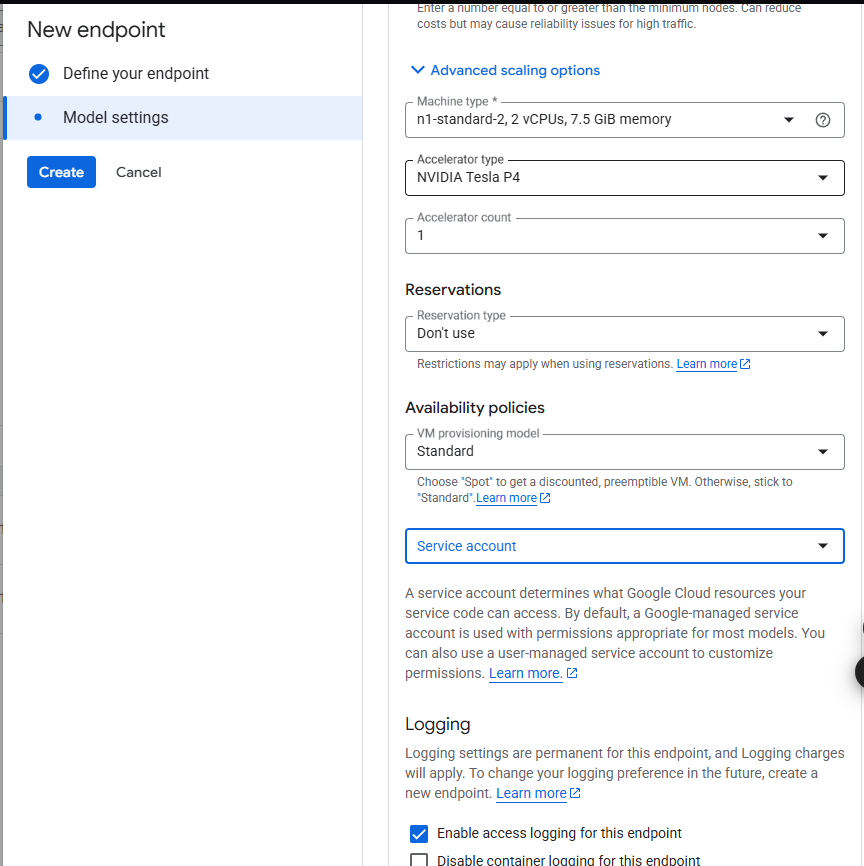 New endpoint
Define your endpoint
Model settings
Create
Cancel
Enter a number equal to or greater than the minimum nodes. Can reduce
costs but may cause reliability issues for high traffic.
Advanced scaling options
Machine type *
n1-standard-2, 2 vCPUs, 7.5 GiB memory
Accelerator type
NVIDIA Tesla P4
Accelerator count
1
Reservations
Reservation type
Don't use
Restrictions may apply when using reservations. Learn more
Availability policies
VM provisioning model
Standard
Choose "Spot" to get a discounted, preemptible VM. Otherwise, stick to
"Standard".Learn more
Service account
A service account determines what Google Cloud resources your
service code can access. By default, a Google-managed service
account is used with permissions appropriate for most models. You
can also use a user-managed service account to customize
permissions. Learn more.
Logging
Logging settings are permanent for this endpoint, and Logging charges
will apply. To change your logging preference in the future, create a
new endpoint. Learn more
Enable access logging for this endpoint
Disable container logging for this endpoint